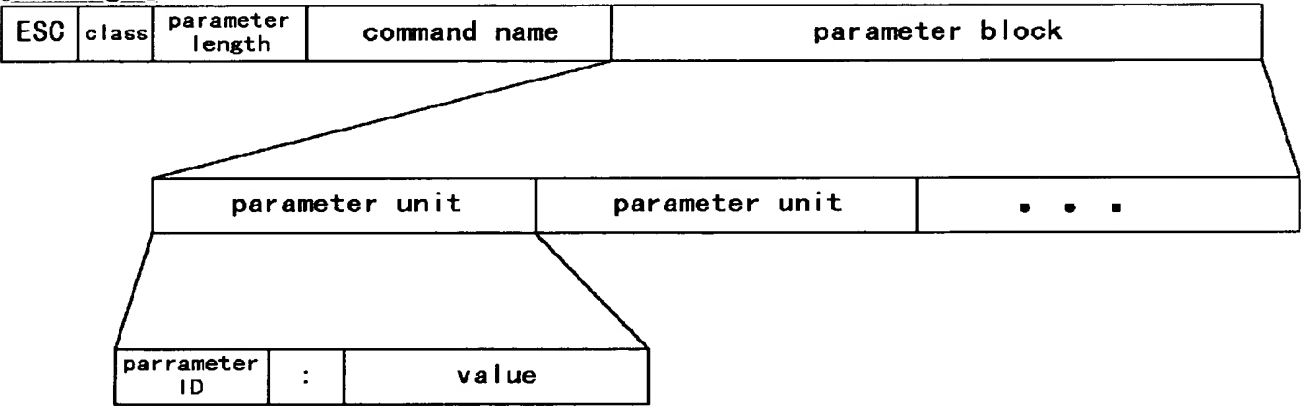 ESC class parameter length command name parameter block
parameter unit parameter unit ...
parrameter ID : value